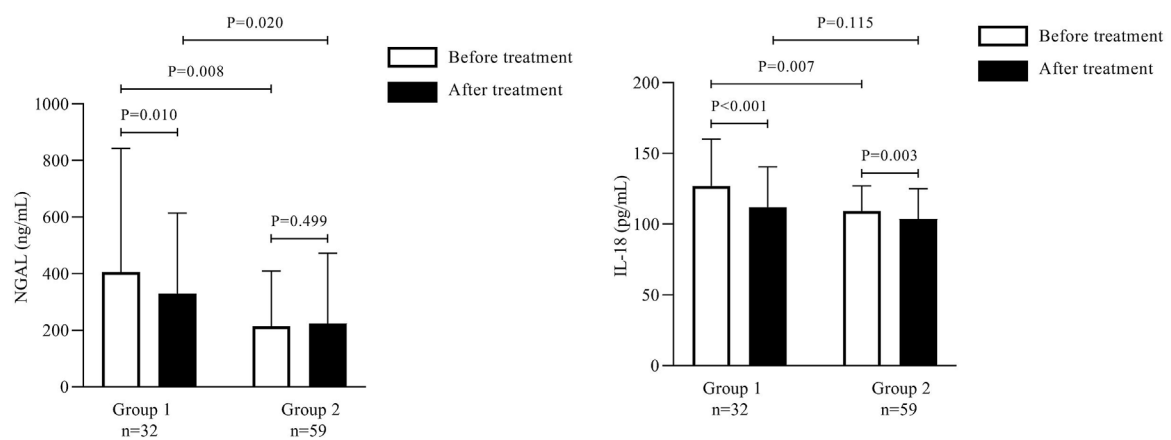 P=0.020
Before treatment
After treatment
P=0.008
P=0.010
P=0.499
1000
800
600
400
200
0
NGAL (ng/mL)
Group 1
n=32
Group 2
n=59
P=0.115
Before treatment
After treatment
P=0.007
P<0.001
P=0.003
200
150
100
50
0
IL-18 (pg/mL)
Group 1
n=32
Group 2
n=59